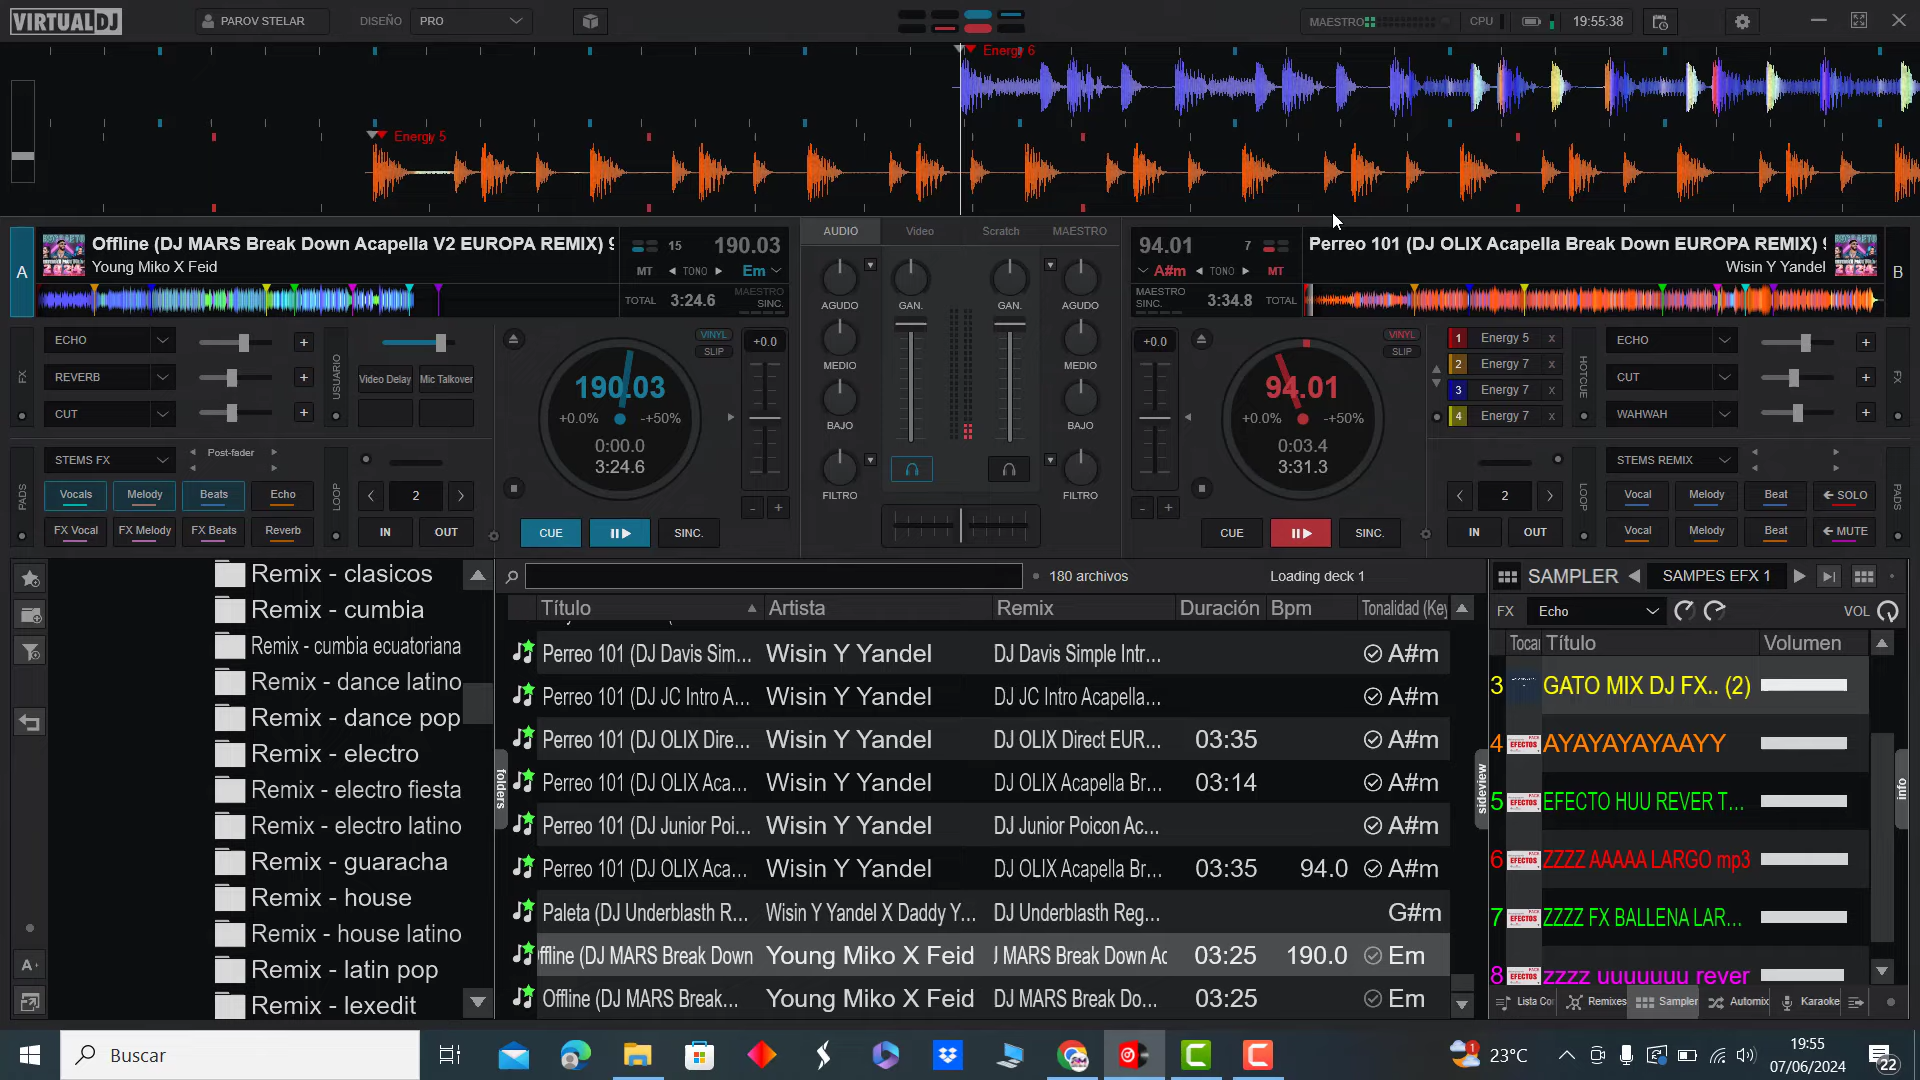 VIRTUALDJ
PAROV STELAR
DISEÑO
PRO
MAESTRO
CPU
19:55:38
Energy 6
Energy 5
A
Offline (DJ MARS Break Down Acapella V2 EUROPA REMIX) 9
Young Miko X Feid
15
190.03
MT
TONO
Em
TOTAL
3:24.6
MAESTRO
SINC.
AUDIO
Video
Scratch
MAESTRO
94.01
7
A#m
TONO
MT
MAESTRO
SINC.
3:34.8
TOTAL
Perreo 101 (DJ OLIX Acapella Break Down EUROPA REMIX) 9
Wisin Y Yandel
B
FX
ECHO
REVERB
CUT
USUARIO
Video Delay
Mic Talkover
VINYL
SLIP
190.03
+0.0%
-+50%
0:00.0
3:24.6
+0.0
AGUDO
GAN.
GAN.
AGUDO
MEDIO
MEDIO
BAJO
BAJO
FILTRO
FILTRO
+0.0
VINYL
SLIP
94.01
+0.0%
-+50%
0:03.4
3:31.3
1 Energy 5 x
2 Energy 7 x
3 Energy 7 x
4 Energy 7 x
HOTCUE
ECHO
CUT
WAHWAH
FX
PADS
STEMS FX
Post-fader
Vocals
Melody
Beats
Echo
FX Vocal
FX Melody
FX Beats
Reverb
LOOP
2
IN
OUT
CUE
SINC.
CUE
SINC.
2
IN
OUT
LOOP
STEMS REMIX
Vocal
Melody
Beat
SOLO
Vocal
Melody
Beat
MUTE
PADS
Remix - clasicos
Remix - cumbia
Remix - cumbia ecuatoriana
Remix - dance latino
Remix - dance pop
Remix - electro
Remix - electro fiesta
Remix - electro latino
Remix - guaracha
Remix - house
Remix - house latino
Remix - latin pop
Remix - lexedit
folders
180 archivos
Loading deck 1
Título Artista Remix Duración Bpm Tonalidad (Key
Perreo 101 (DJ Davis Sim... Wisin Y Yandel DJ Davis Simple Intr... A#m
Perreo 101 (DJ JC Intro A... Wisin Y Yandel DJ JC Intro Acapella... A#m
Perreo 101 (DJ OLIX Dire... Wisin Y Yandel DJ OLIX Direct EUR... 03:35 A#m
Perreo 101 (DJ OLIX Aca... Wisin Y Yandel DJ OLIX Acapella Br... 03:14 A#m
Perreo 101 (DJ Junior Poi... Wisin Y Yandel DJ Junior Poicon Ac... A#m
Perreo 101 (DJ OLIX Aca... Wisin Y Yandel DJ OLIX Acapella Br... 03:35 94.0 A#m
Paleta (DJ Underblasth R... Wisin Y Yandel X Daddy Y... DJ Underblasth Reg... G#m
ffline (DJ MARS Break Down Young Miko X Feid J MARS Break Down Ac 03:25 190.0 Em
Offline (DJ MARS Break... Young Miko X Feid DJ MARS Break Do... 03:25 Em
sideview
SAMPLER
SAMPES EFX 1
FX
Echo
VOL
Tocar Título Volumen
3 GATO MIX DJ FX.. (2)
4 AYAYAYAYAAYY
5 EFECTO HUU REVER T...
6 ZZZZ AAAAA LARGO mp3
7 ZZZZ FX BALLENA LAR...
8 zzzz uuuuuuu rever
info
Lista Cor
Remixes
Sampler
Automix
Karaoke
Buscar
23°C
19:55
07/06/2024
22